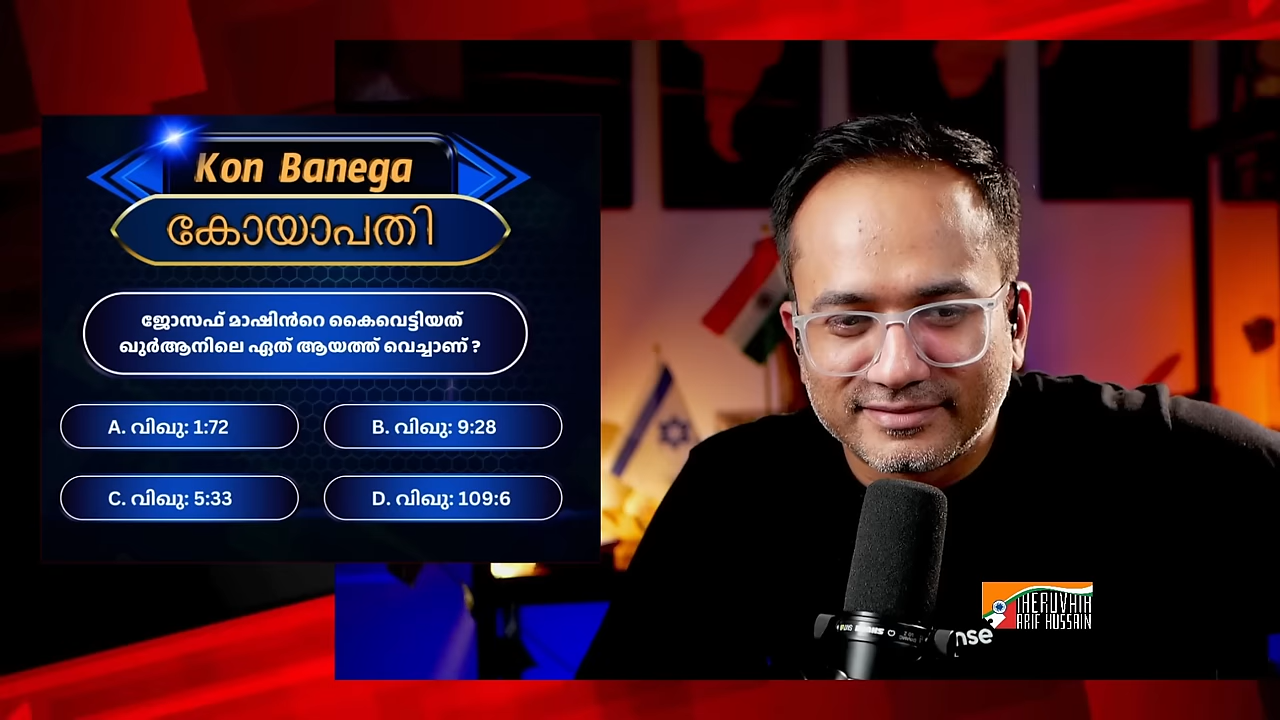 Kon Banega
കോയാപതി
ജോസഫ് മാഷിൻറെ കൈവെട്ടിയത്
ഖുർആനിലെ ഏത് ആയത്ത് വെച്ചാണ് ?
A. വിഖു: 1:72
B. വിഖു: 9:28
C. വിഖു: 5:33
D. വിഖു: 109:6
THERUVATH
ARIF HUSSAIN
nse